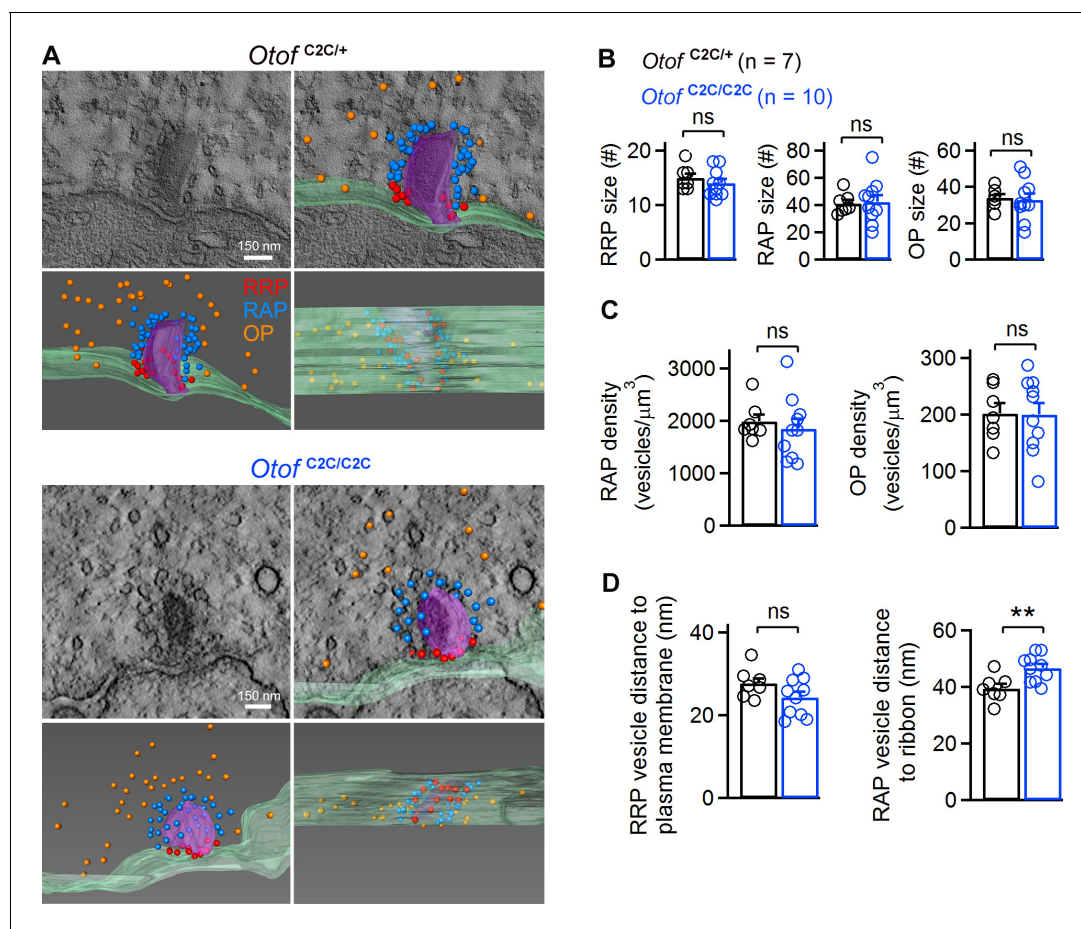 A
Otof C2C/+
150 nm
RRP
RAP
OP
Otof C2C/C2C
150 nm
B
Otof C2C/+ (n = 7)
Otof C2C/C2C (n = 10)
ns
ns
ns
RRP size (#)
20
10
0
RAP size (#)
80
60
40
20
0
OP size (#)
60
40
20
0
C
ns
ns
RAP density
(vesicles/μm3)
3000
2000
1000
0
OP density
(vesicles/μm3)
300
200
100
0
D
ns
**
RRP vesicle distance to
plasma membrane (nm)
40
20
0
RAP vesicle distance
to ribbon (nm)
60
40
20
0